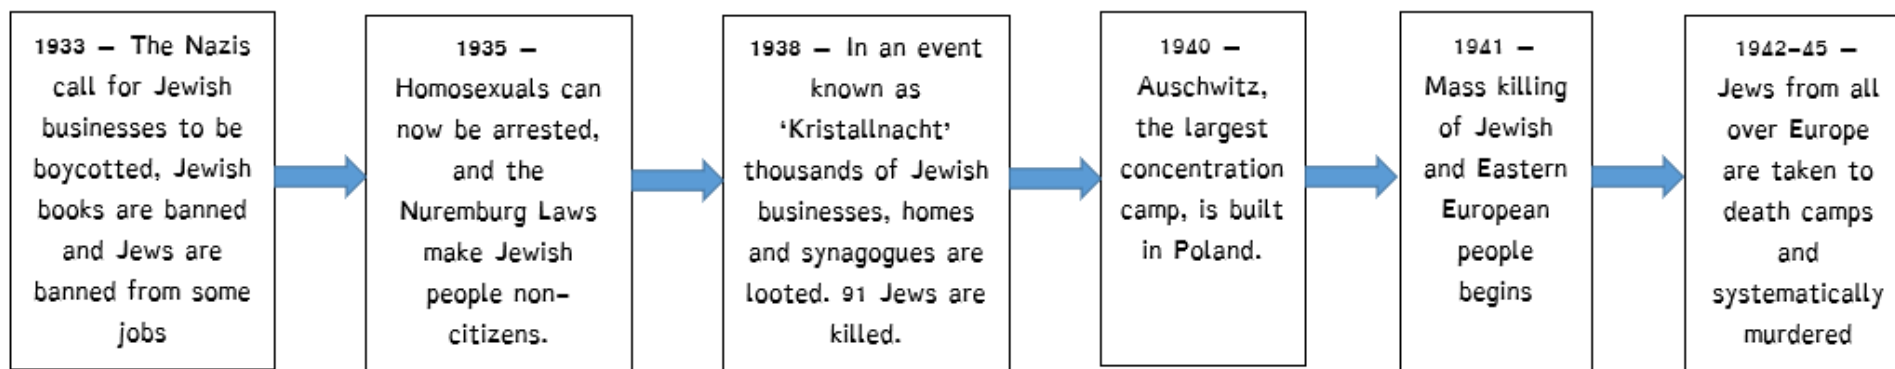 1933 – The Nazis
call for Jewish
businesses to be
boycotted, Jewish
books are banned
and Jews are
banned from some
jobs
1935 –
Homosexuals can
now be arrested,
and the
Nuremburg Laws
make Jewish
people non-
citizens.
1938 – In an event
known as
‘Kristallnacht’
thousands of Jewish
businesses, homes
and synagogues are
looted. 91 Jews are
killed.
1940 –
Auschwitz,
the largest
concentration
camp, is built
in Poland.
1941 –
Mass killing
of Jewish
and Eastern
European
people
begins
1942-45 –
Jews from all
over Europe
are taken to
death camps
and
systematically
murdered